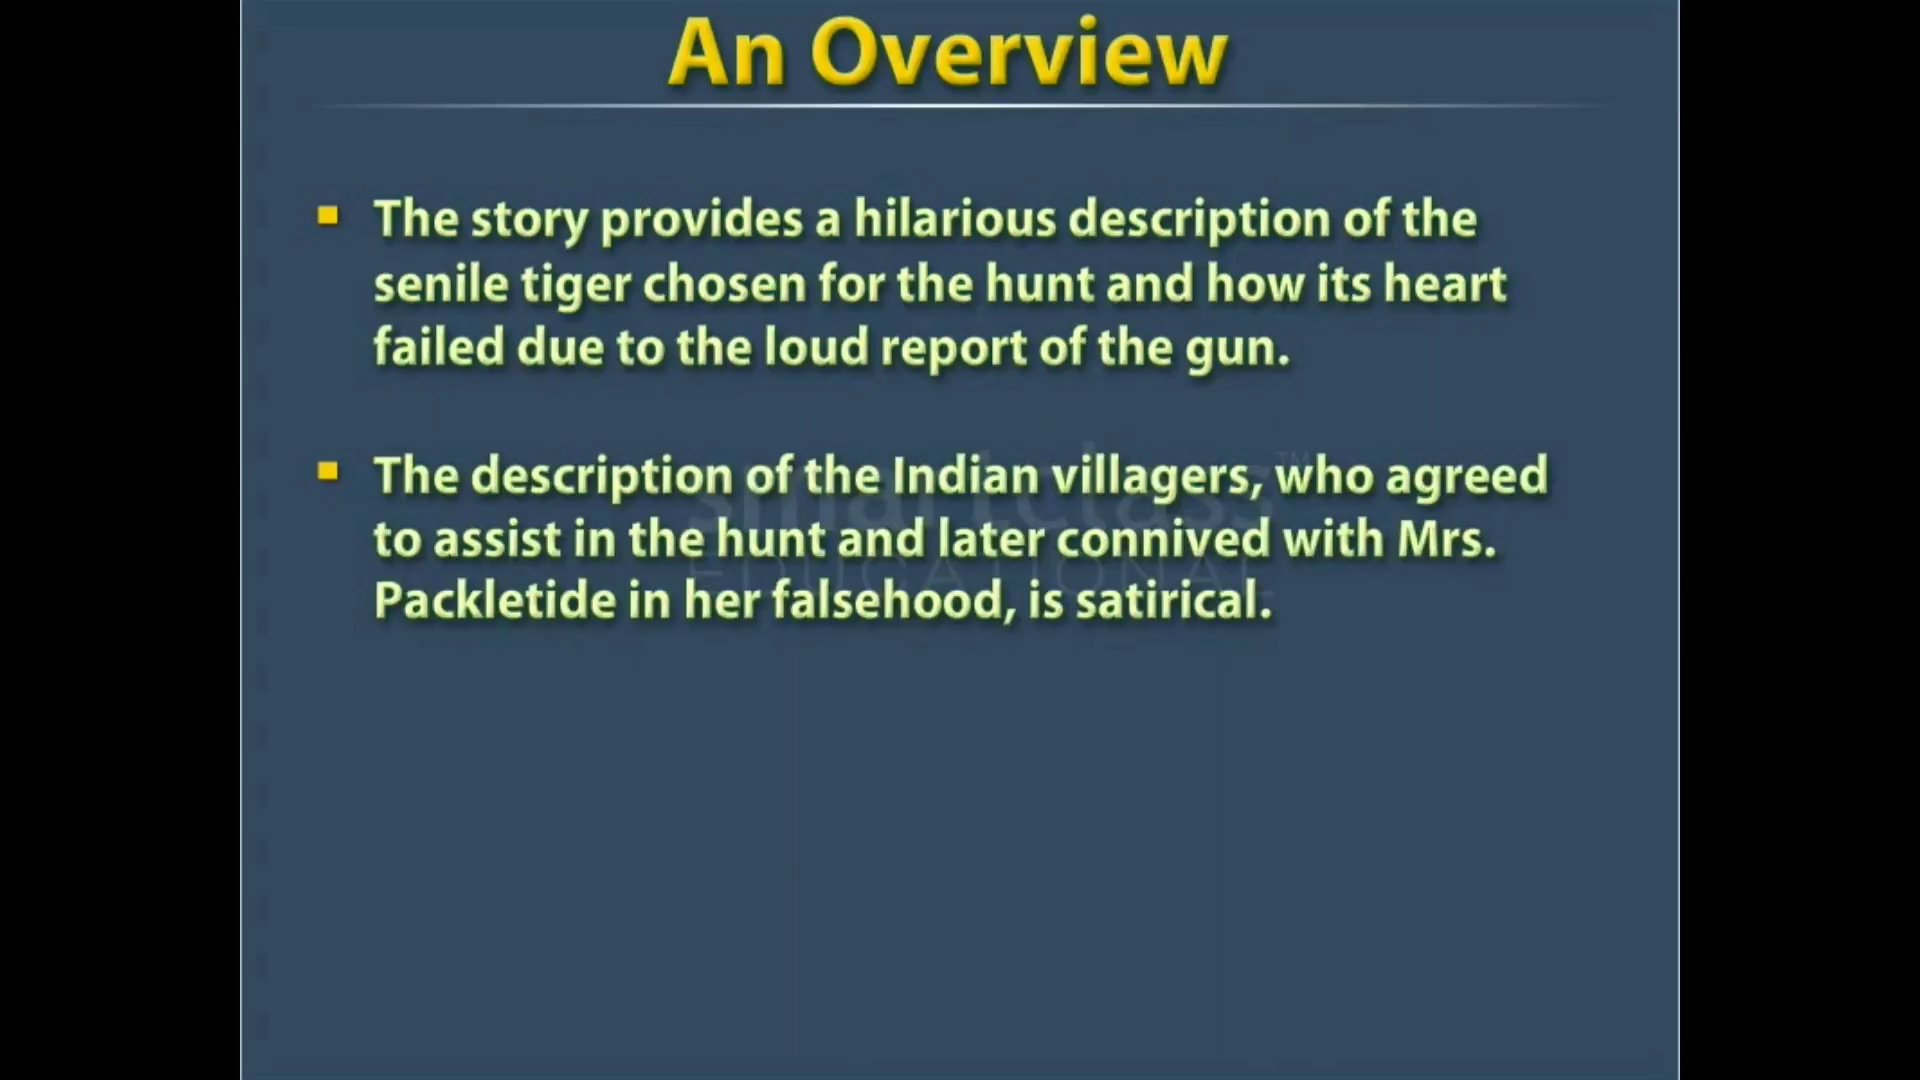 An Overview
The story provides a hilarious description of the
senile tiger chosen for the hunt and how its heart
failed due to the loud report of the gun.
The description of the Indian villagers, who agreed
to assist in the hunt and later connived with Mrs.
Packletide in her falsehood, is satirical.
smartclass™
EDUCATIONAL